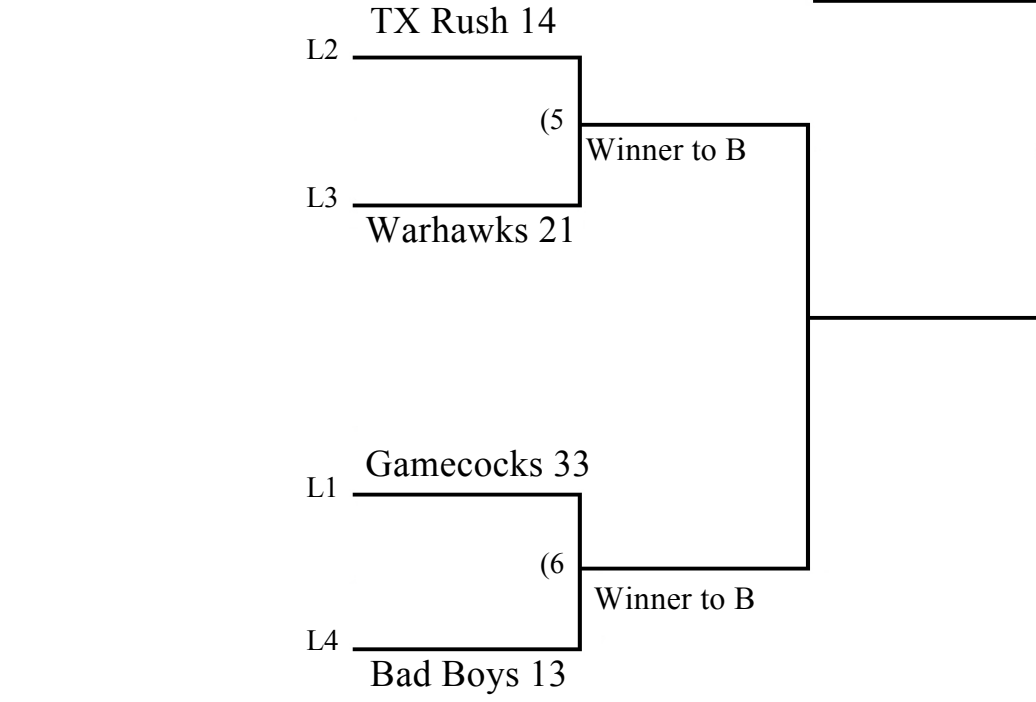 TX Rush 14
L2
(5
Winner to B
L3
Warhawks 21
Gamecocks 33
L1
(6
Winner to B
L4
Bad Boys 13